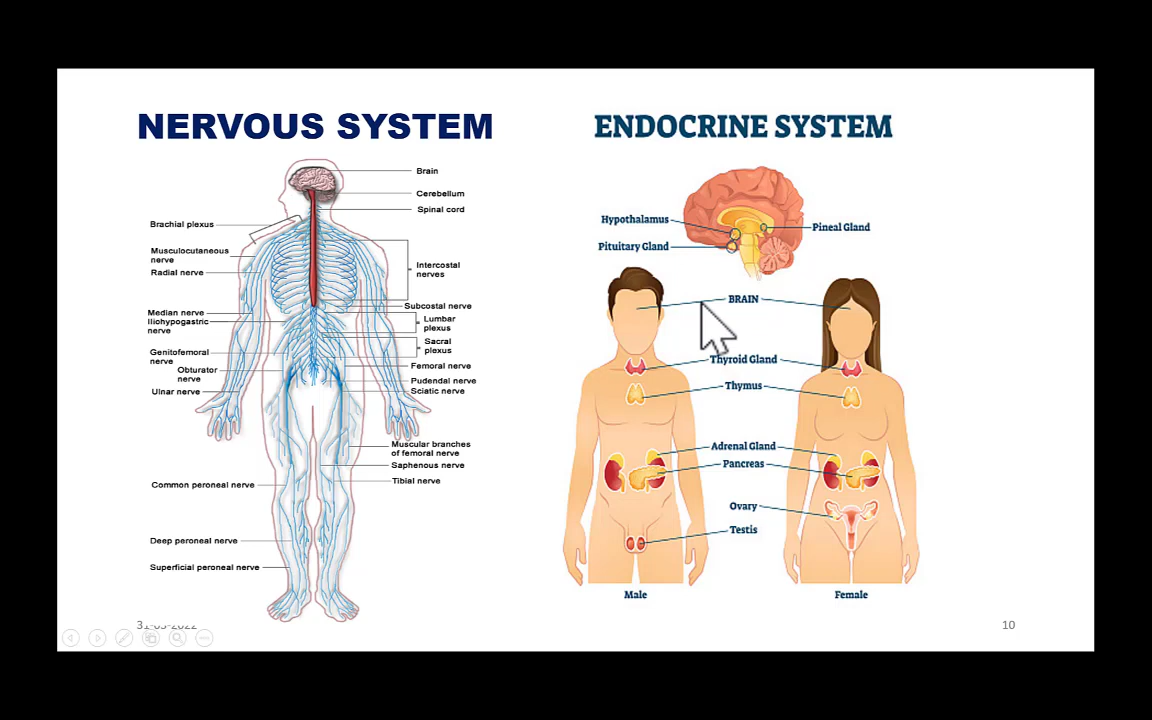 NERVOUS SYSTEM
Brain
Cerebellum
Spinal cord
Brachial plexus
Musculocutaneous
nerve
Radial nerve
Intercostal
nerves
Subcostal nerve
Median nerve
Iliohypogastric
nerve
Lumbar
plexus
Sacral
plexus
Genitofemoral
nerve
Obturator
nerve
Ulnar nerve
Femoral nerve
Pudendal nerve
Sciatic nerve
Muscular branches
of femoral nerve
Saphenous nerve
Tibial nerve
Common peroneal nerve
Deep peroneal nerve
Superficial peroneal nerve
ENDOCRINE SYSTEM
Hypothalamus
Pituitary Gland
Pineal Gland
BRAIN
Thyroid Gland
Thymus
Adrenal Gland
Pancreas
Ovary
Testis
Male
Female
31-03-2022
10